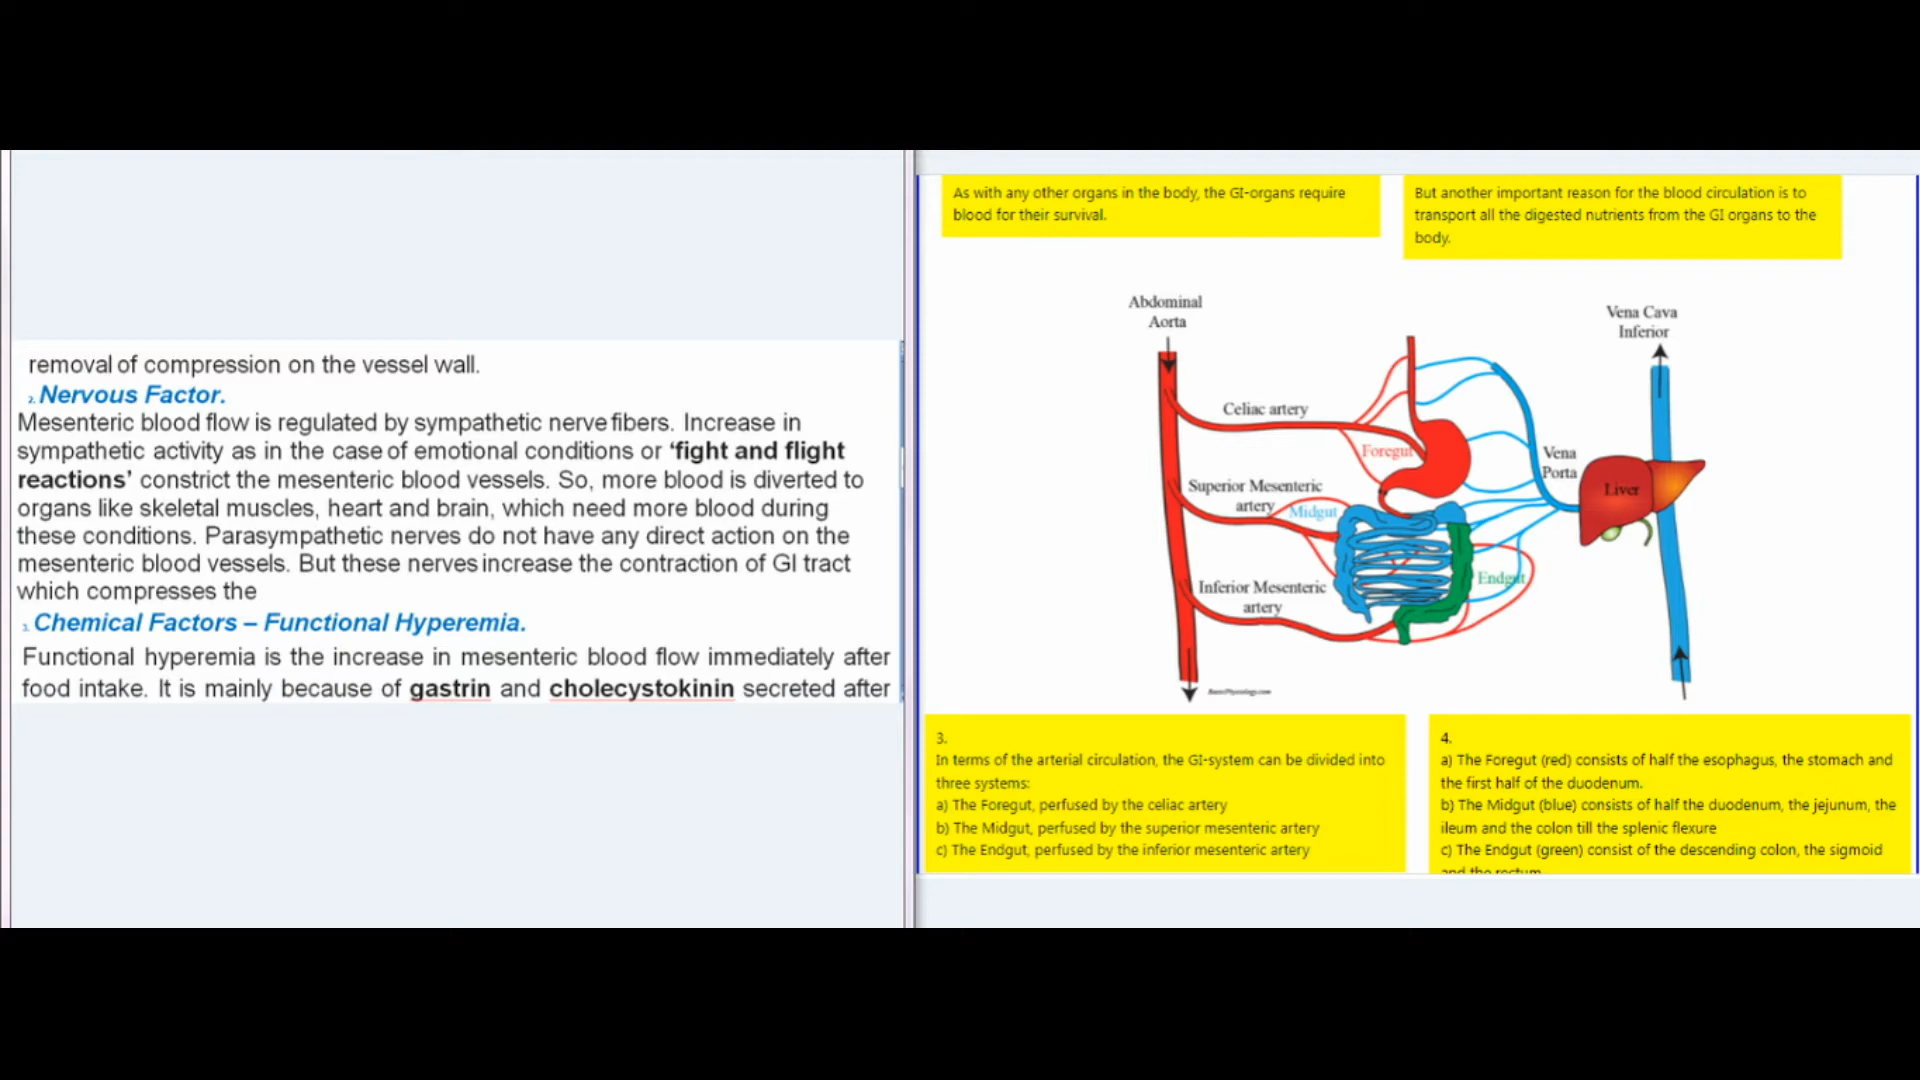 removal of compression on the vessel wall.
2. Nervous Factor.
Mesenteric blood flow is regulated by sympathetic nerve fibers. Increase in
sympathetic activity as in the case of emotional conditions or ‘fight and flight
reactions’ constrict the mesenteric blood vessels. So, more blood is diverted to
organs like skeletal muscles, heart and brain, which need more blood during
these conditions. Parasympathetic nerves do not have any direct action on the
mesenteric blood vessels. But these nerves increase the contraction of GI tract
which compresses the
3. Chemical Factors – Functional Hyperemia.
Functional hyperemia is the increase in mesenteric blood flow immediately after
food intake. It is mainly because of gastrin and cholecystokinin secreted after
As with any other organs in the body, the GI-organs require
blood for their survival.
But another important reason for the blood circulation is to
transport all the digested nutrients from the GI organs to the
body.
Abdominal
Aorta
Vena Cava
Inferior
Celiac artery
Foregut
Vena
Porta
Liver
Superior Mesenteric
artery
Midgut
Endgut
Inferior Mesenteric
artery
BasicPhysiology.com
3.
In terms of the arterial circulation, the GI-system can be divided into
three systems:
a) The Foregut, perfused by the celiac artery
b) The Midgut, perfused by the superior mesenteric artery
c) The Endgut, perfused by the inferior mesenteric artery
4.
a) The Foregut (red) consists of half the esophagus, the stomach and
the first half of the duodenum.
b) The Midgut (blue) consists of half the duodenum, the jejunum, the
ileum and the colon till the splenic flexure
c) The Endgut (green) consist of the descending colon, the sigmoid
and the rectum